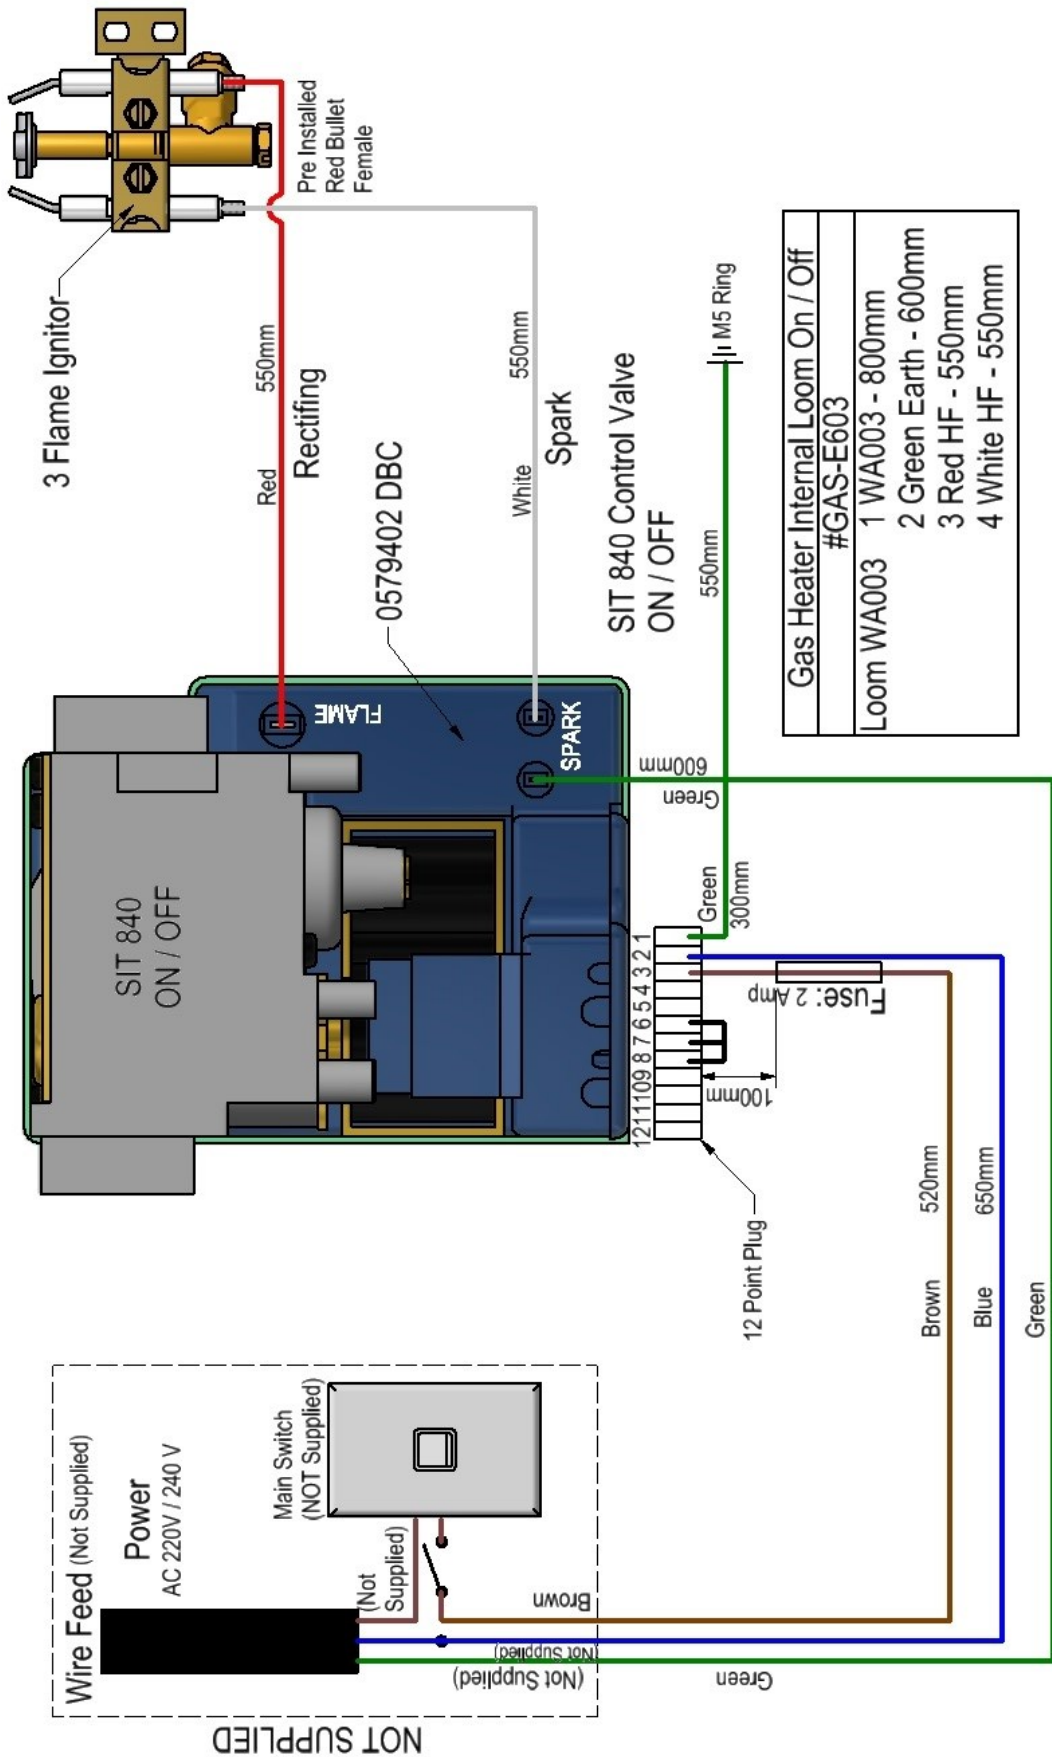 NOT SUPPLIED
Wire Feed (Not Supplied)
Power
AC 220V / 240 V
Main Switch
(NOT Supplied)
(Not
Supplied)
Brown
(Not Supplied)
(Not Supplied)
Green
SIT 840
ON / OFF
FLAME
SPARK
3 Flame Ignitor
Pre Installed
Red Bullet
Female
Red
550mm
Rectifing
White
550mm
Spark
0579402 DBC
SIT 840 Control Valve
ON / OFF
12 11 10 9 8 7 6 5 4 3 2 1
12 Point Plug
100mm
Fuse: 2 Amp
Green
300mm
Green
600mm
550mm
M5 Ring
Brown
520mm
Blue
650mm
Green
Gas Heater Internal Loom On / Off
#GAS-E603
Loom WA003 1 WA003 - 800mm
2 Green Earth - 600mm
3 Red HF - 550mm
4 White HF - 550mm